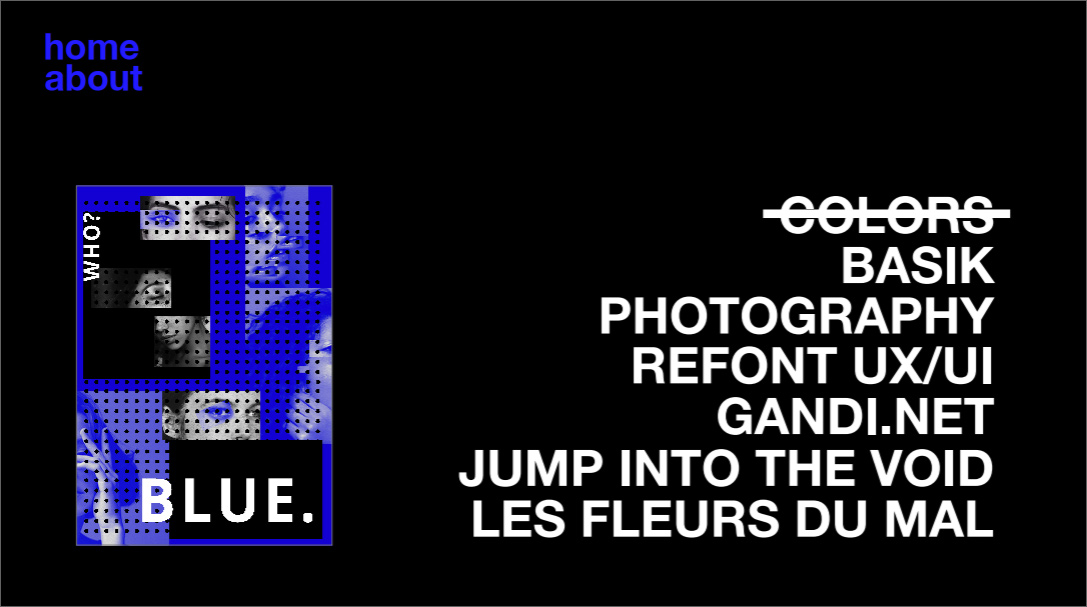 home
about
WHO?
BLUE.
COLORS
BASIK
PHOTOGRAPHY
REFONT UX/UI
GANDI.NET
JUMP INTO THE VOID
LES FLEURS DU MAL